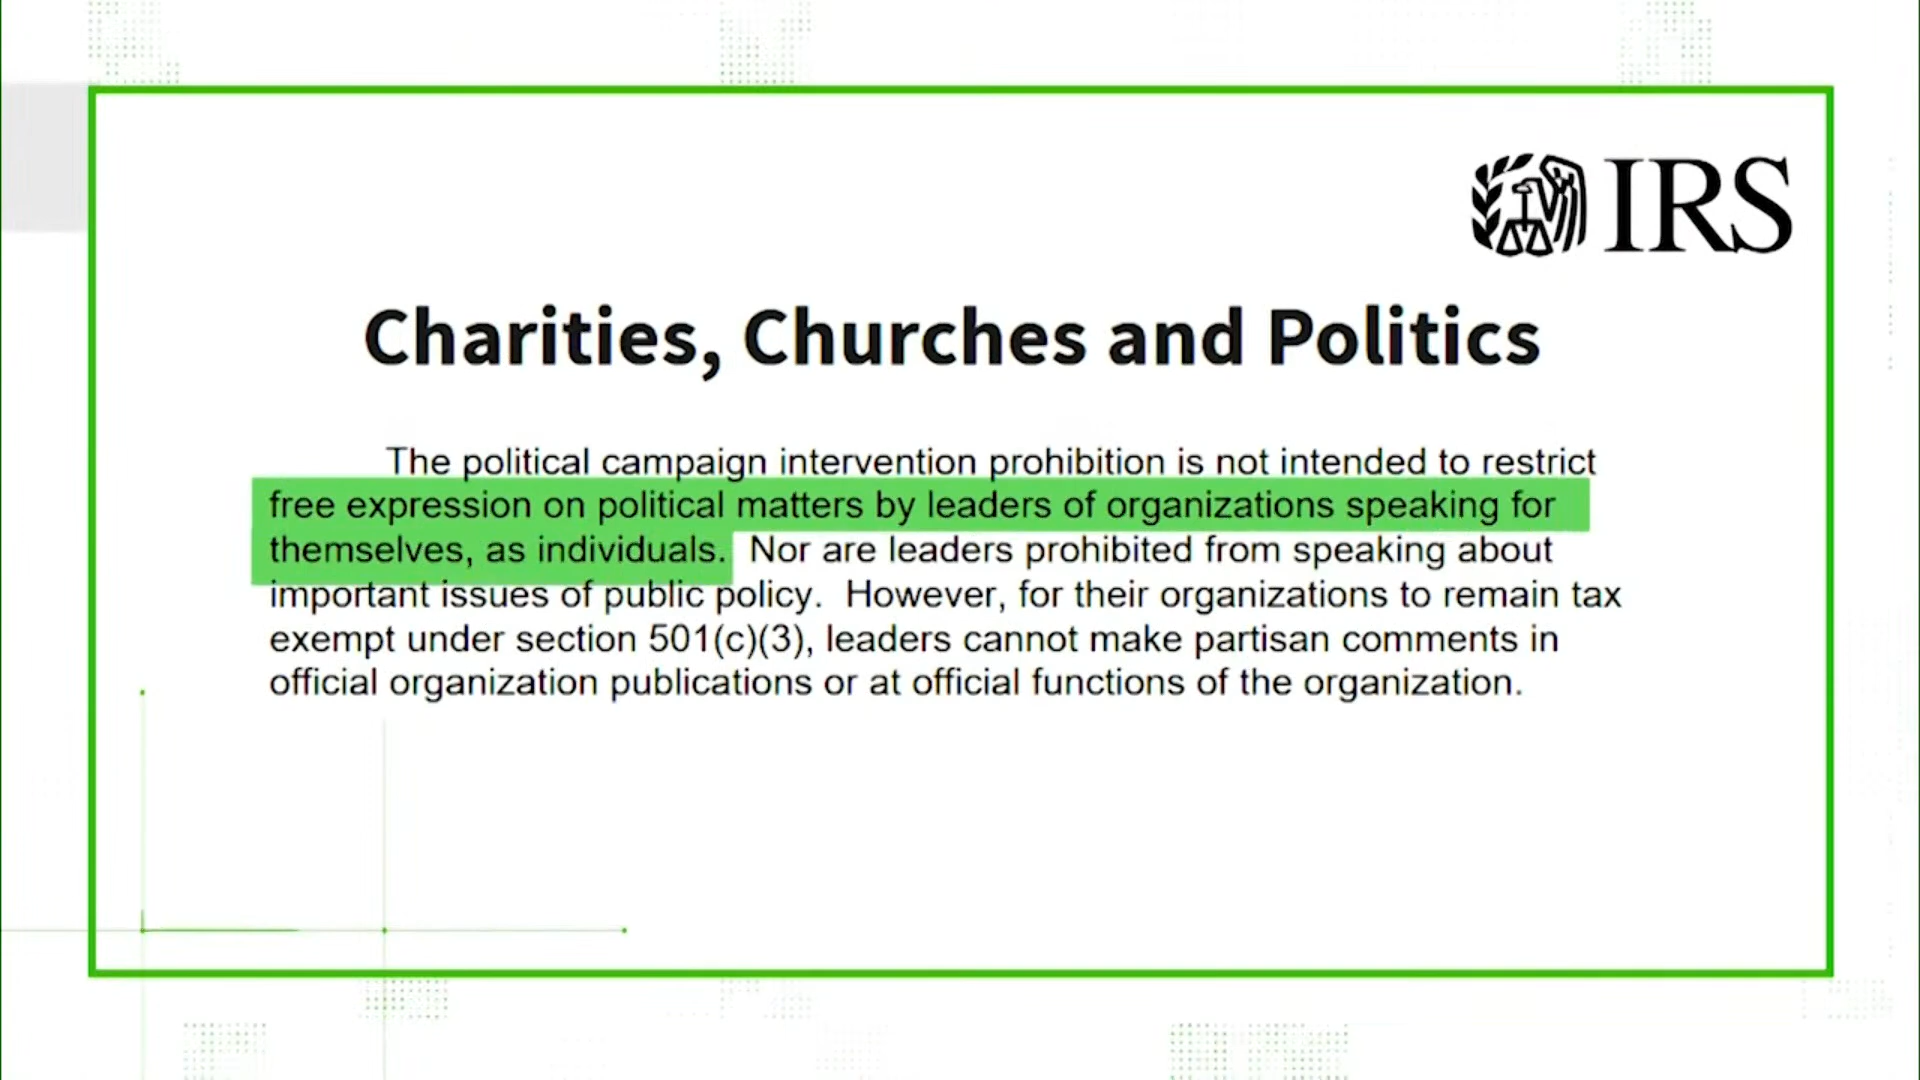 IRS
Charities, Churches and Politics
The political campaign intervention prohibition is not intended to restrict
free expression on political matters by leaders of organizations speaking for
themselves, as individuals.  Nor are leaders prohibited from speaking about
important issues of public policy.  However, for their organizations to remain tax
exempt under section 501(c)(3), leaders cannot make partisan comments in
official organization publications or at official functions of the organization.